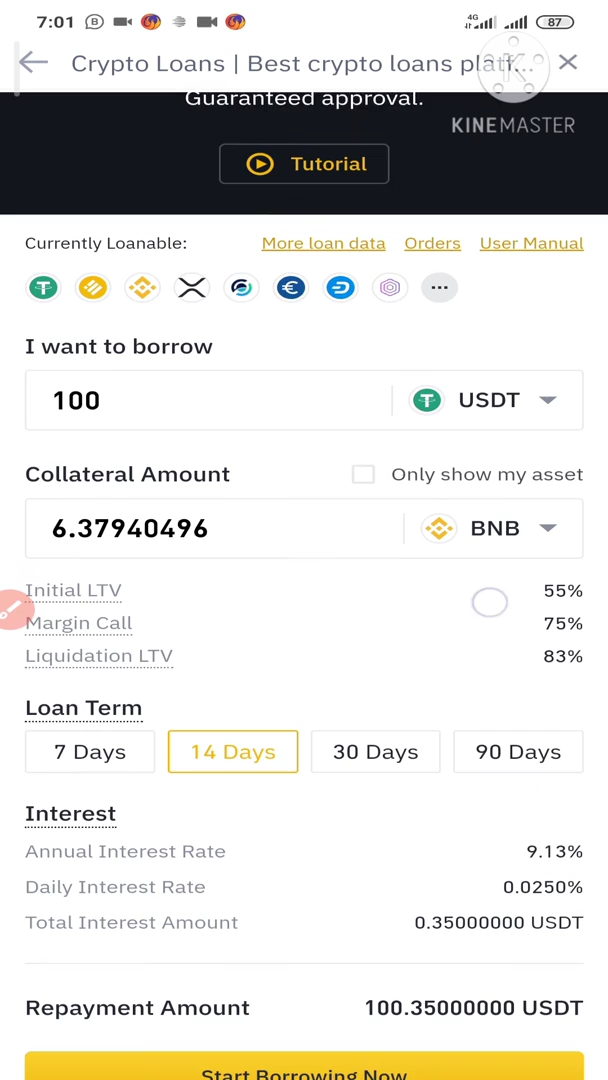 7:01 4G 87
Crypto Loans | Best crypto loans platf...
Guaranteed approval.
KINEMASTER
Tutorial
Currently Loanable: More loan data Orders User Manual
I want to borrow
100 USDT
Collateral Amount Only show my asset
6.37940496 BNB
Initial LTV 55%
Margin Call 75%
Liquidation LTV 83%
Loan Term
7 Days 14 Days 30 Days 90 Days
Interest
Annual Interest Rate 9.13%
Daily Interest Rate 0.0250%
Total Interest Amount 0.35000000 USDT
Repayment Amount 100.35000000 USDT
Start Borrowing Now